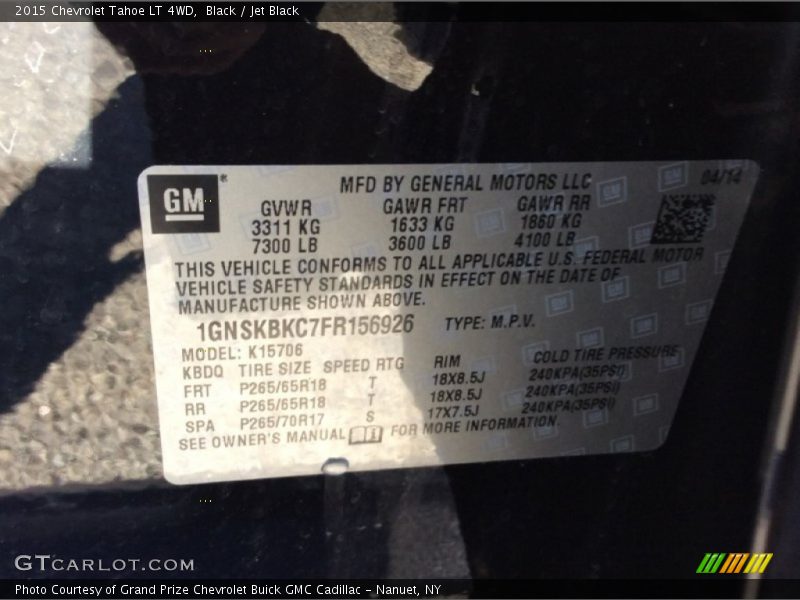 2015 Chevrolet Tahoe LT 4WD, Black / Jet Black
GM
MFD BY GENERAL MOTORS LLC 04/14
GVWR GAWR FRT GAWR RR
3311 KG 1633 KG 1860 KG
7300 LB 3600 LB 4100 LB
THIS VEHICLE CONFORMS TO ALL APPLICABLE U.S. FEDERAL MOTOR
VEHICLE SAFETY STANDARDS IN EFFECT ON THE DATE OF
MANUFACTURE SHOWN ABOVE.
1GNSKBKC7FR156926 TYPE: M.P.V.
MODEL: K15706
KBDQ TIRE SIZE SPEED RTG RIM COLD TIRE PRESSURE
FRT P265/65R18 T 18X8.5J 240KPA(35PSI)
RR P265/65R18 T 18X8.5J 240KPA(35PSI)
SPA P265/70R17 S 17X7.5J 240KPA(35PSI)
SEE OWNER'S MANUAL FOR MORE INFORMATION.
GTCARLOT.COM
Photo Courtesy of Grand Prize Chevrolet Buick GMC Cadillac – Nanuet, NY